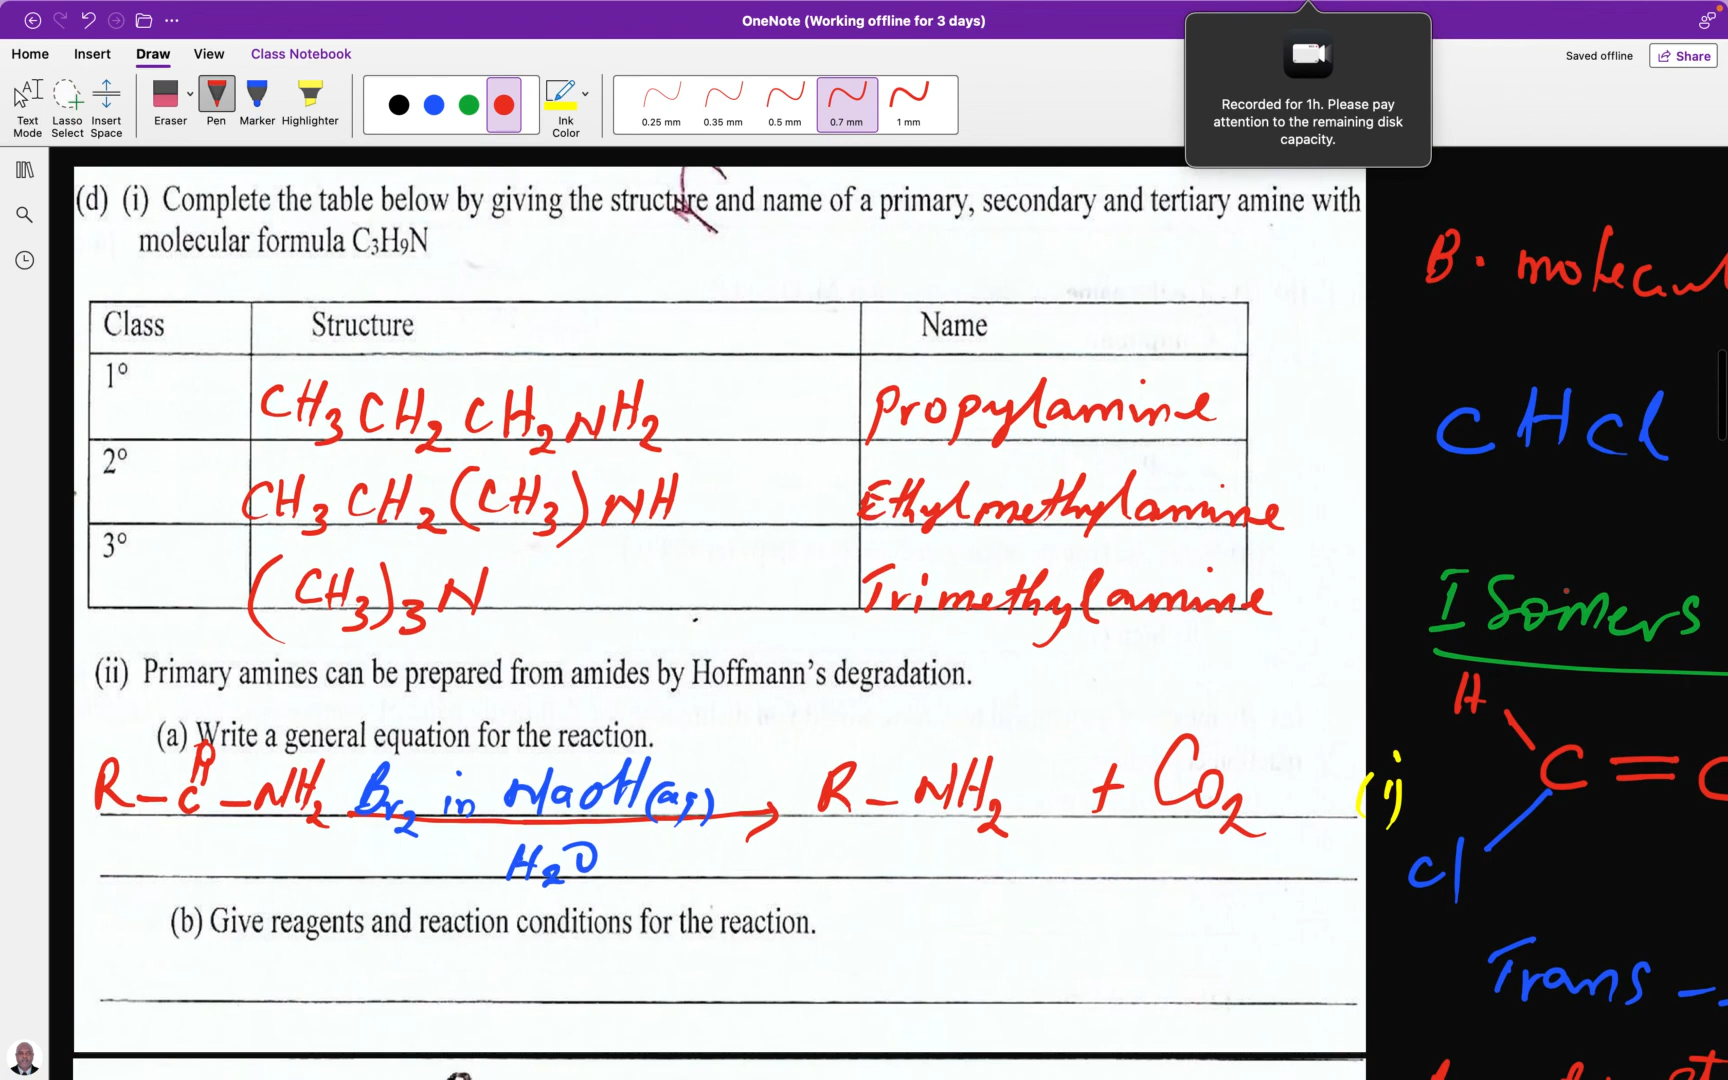 OneNote (Working offline for 3 days)
Home Insert Draw View Class Notebook
Saved offline Share
Text Mode Lasso Select Insert Space Eraser Pen Marker Highlighter Ink Color 0.25 mm 0.35 mm 0.5 mm 0.7 mm 1 mm
Recorded for 1h. Please pay
attention to the remaining disk
capacity.
(d) (i) Complete the table below by giving the structure and name of a primary, secondary and tertiary amine with
molecular formula C₃H₉N
Class Structure Name
1° CH₃CH₂CH₂NH₂ Propylamine
2° CH₃CH₂(CH₃)NH Ethylmethylamine
3° (CH₃)₃N Trimethylamine
(ii) Primary amines can be prepared from amides by Hoffmann's degradation.
(a) Write a general equation for the reaction.
R-C-NH₂ Br₂ in NaOH(aq) R-NH₂ + CO₂
H₂O
(b) Give reagents and reaction conditions for the reaction.
B. molecul
CHCl
Isomers
H
(i) C=C
Cl
Trans -